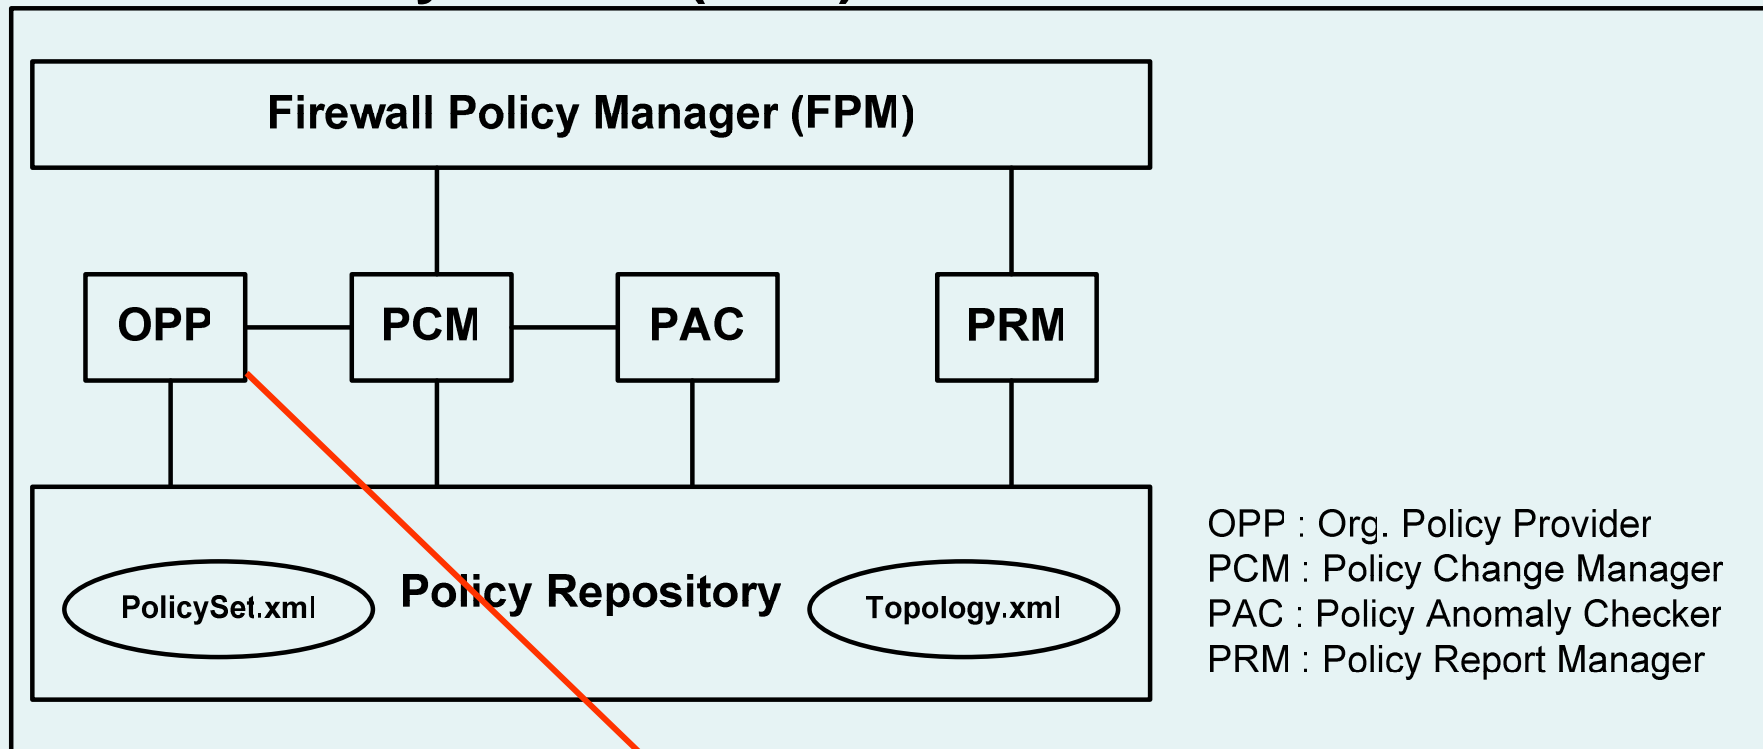 Firewall Policy Manager (FPM)
OPP
PCM
PAC
PRM
PolicySet.xml
Policy Repository
Topology.xml
OPP : Org. Policy Provider
PCM : Policy Change Manager
PAC : Policy Anomaly Checker
PRM : Policy Report Manager